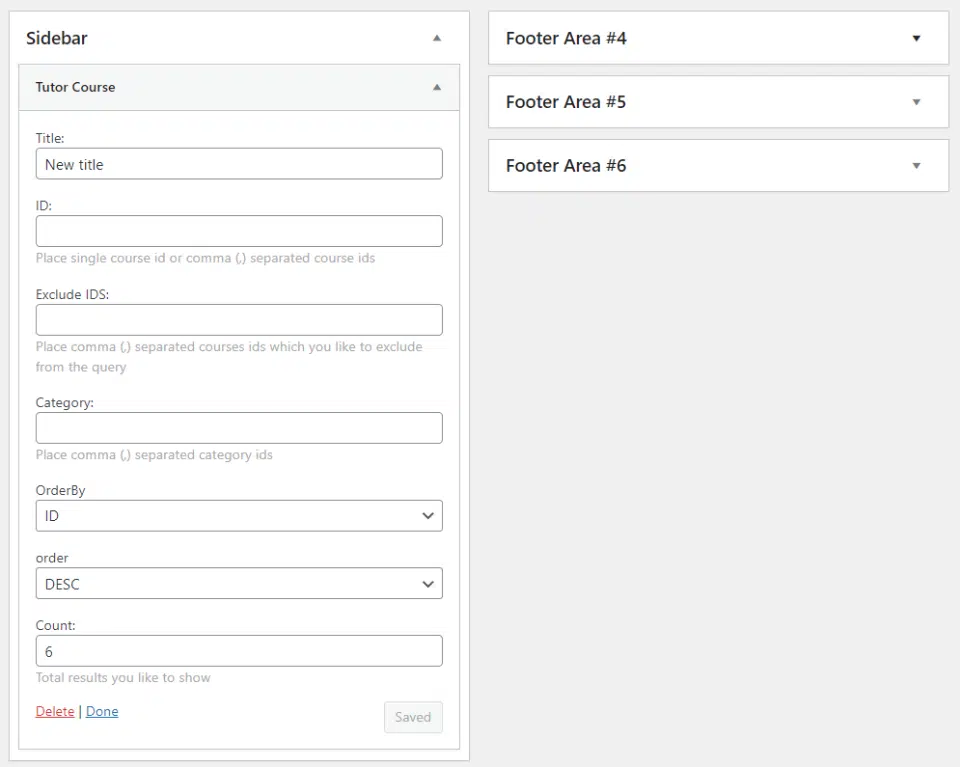 Sidebar
Tutor Course
Title:
New title
ID:
Place single course id or comma (,) separated course ids
Exclude IDS:
Place comma (,) separated courses ids which you like to exclude
from the query
Category:
Place comma (,) separated category ids
OrderBy
ID
order
DESC
Count:
6
Total results you like to show
Delete | Done
Saved
Footer Area #4
Footer Area #5
Footer Area #6